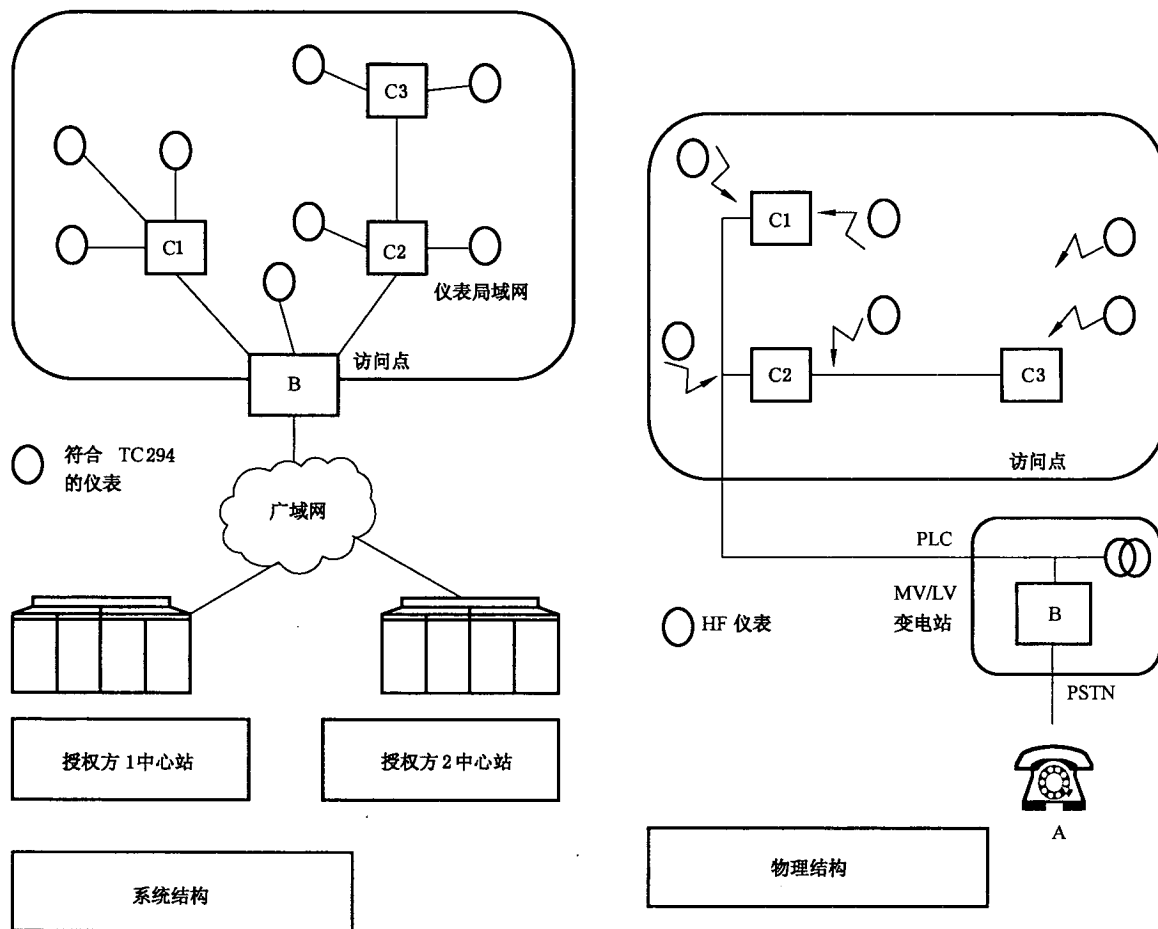 C3
C1
C2
仪表局域网
访问点
B
符合 TC294
的仪表
广域网
授权方1中心站
授权方2中心站
系统结构
C1
C2
C3
访问点
PLC
MV/LV
变电站
B
HF 仪表
PSTN
A
物理结构